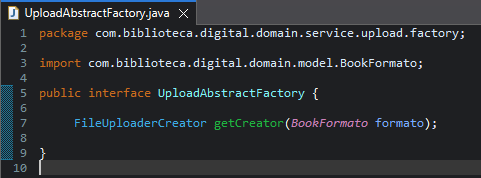 UploadAbstractFactory.java
1 package com.biblioteca.digital.domain.service.upload.factory;
2
3 import com.biblioteca.digital.domain.model.BookFormato;
4
5 public interface UploadAbstractFactory {
6
7 FileUploaderCreator getCreator(BookFormato formato);
8
9 }
10